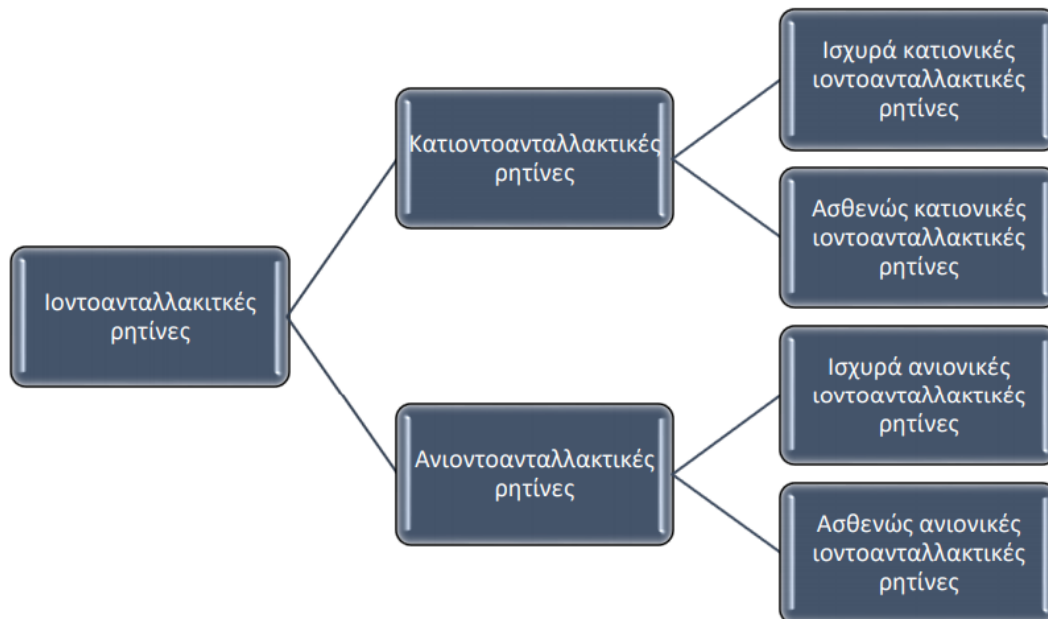 Ισχυρά κατιονικές
ιοντοανταλλακτικές
ρητίνες
Κατιοντοανταλλακτικές
ρητίνες
Ασθενώς κατιονικές
ιοντοανταλλακτικές
ρητίνες
Ιοντοανταλλακιτκές
ρητίνες
Ισχυρά ανιονικές
ιοντοανταλλακτικές
ρητίνες
Ανιοντοανταλλακτικές
ρητίνες
Ασθενώς ανιονικές
ιοντοανταλλακτικές
ρητίνες